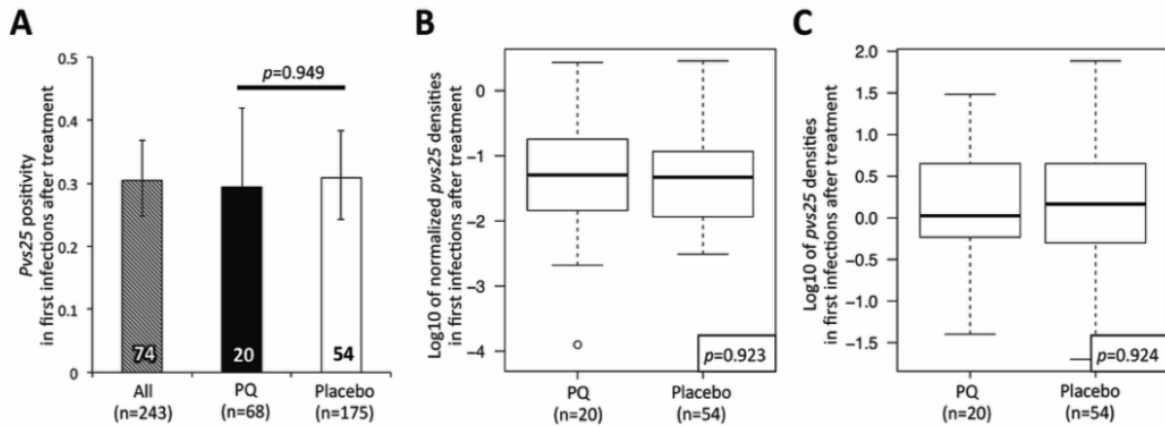 A
Pvs25 positivity
in first infections after treatment
0.5
0.4
0.3
0.2
0.1
0
p=0.949
74
20
54
All
(n=243)
PQ
(n=68)
Placebo
(n=175)
B
Log10 of normalized pvs25 densities
in first infections after treatment
0
−1
−2
−3
−4
p=0.923
PQ
(n=20)
Placebo
(n=54)
C
Log10 of pvs25 densities
in first infections after treatment
2.0
1.5
1.0
0.5
0.0
−0.5
−1.0
−1.5
p=0.924
PQ
(n=20)
Placebo
(n=54)